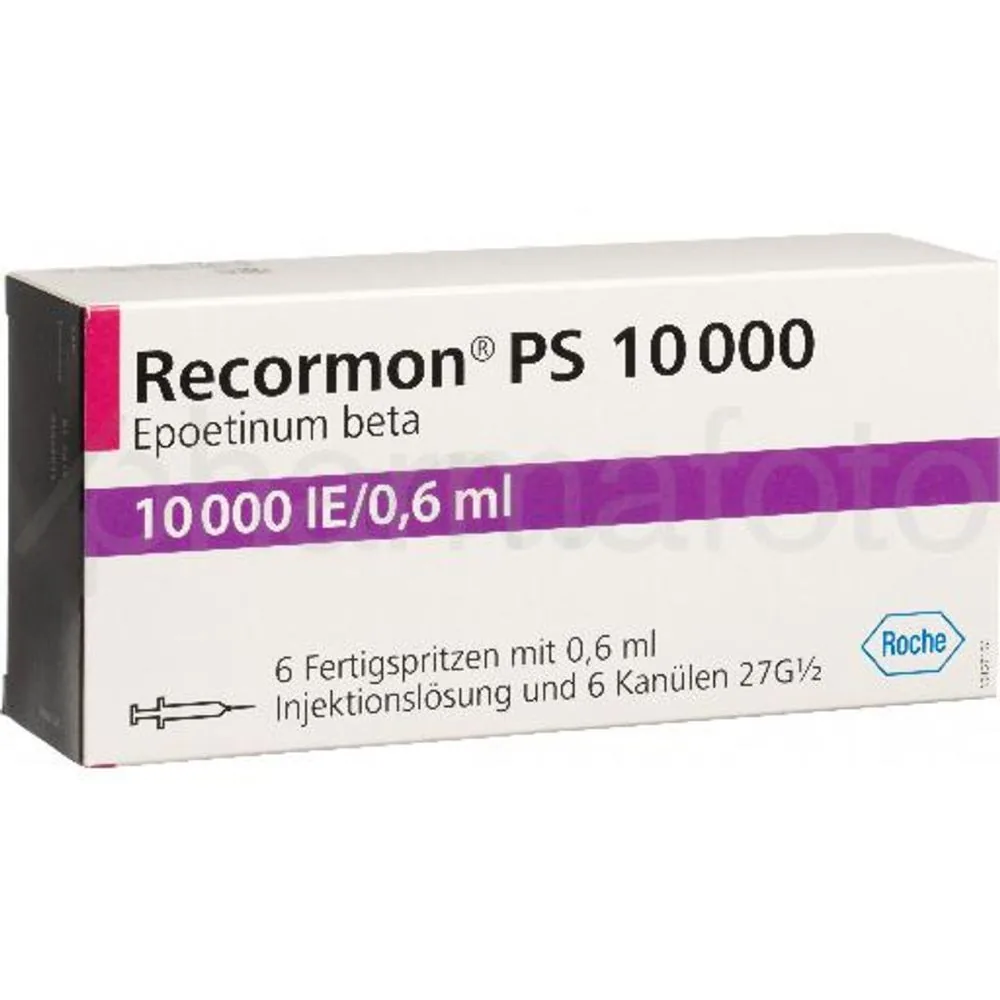 Recormon® PS 10 000
Epoetinum beta
10 000 IE/0,6 ml
6 Fertigspritzen mit 0,6 ml
Injektionslösung und 6 Kanülen 27G½
Roche
pharmafoto